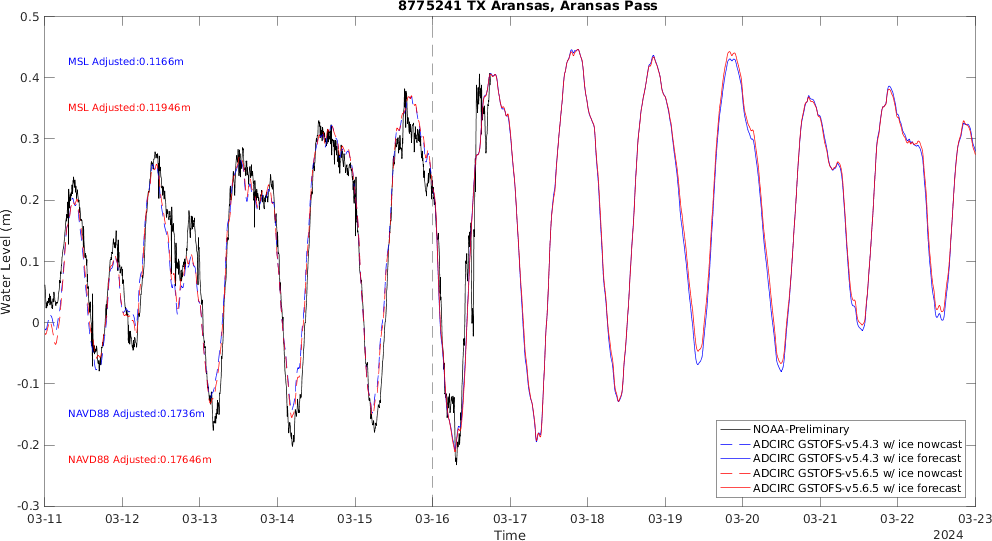 8775241 TX Aransas, Aransas Pass
0.5
0.4
0.3
0.2
0.1
0
-0.1
-0.2
-0.3
Water Level (m)
MSL Adjusted:0.1166m
MSL Adjusted:0.11946m
NAVD88 Adjusted:0.1736m
NAVD88 Adjusted:0.17646m
NOAA-Preliminary
ADCIRC GSTOFS-v5.4.3 w/ ice nowcast
ADCIRC GSTOFS-v5.4.3 w/ ice forecast
ADCIRC GSTOFS-v5.6.5 w/ ice nowcast
ADCIRC GSTOFS-v5.6.5 w/ ice forecast
03-11 03-12 03-13 03-14 03-15 03-16 03-17 03-18 03-19 03-20 03-21 03-22 03-23
Time
2024